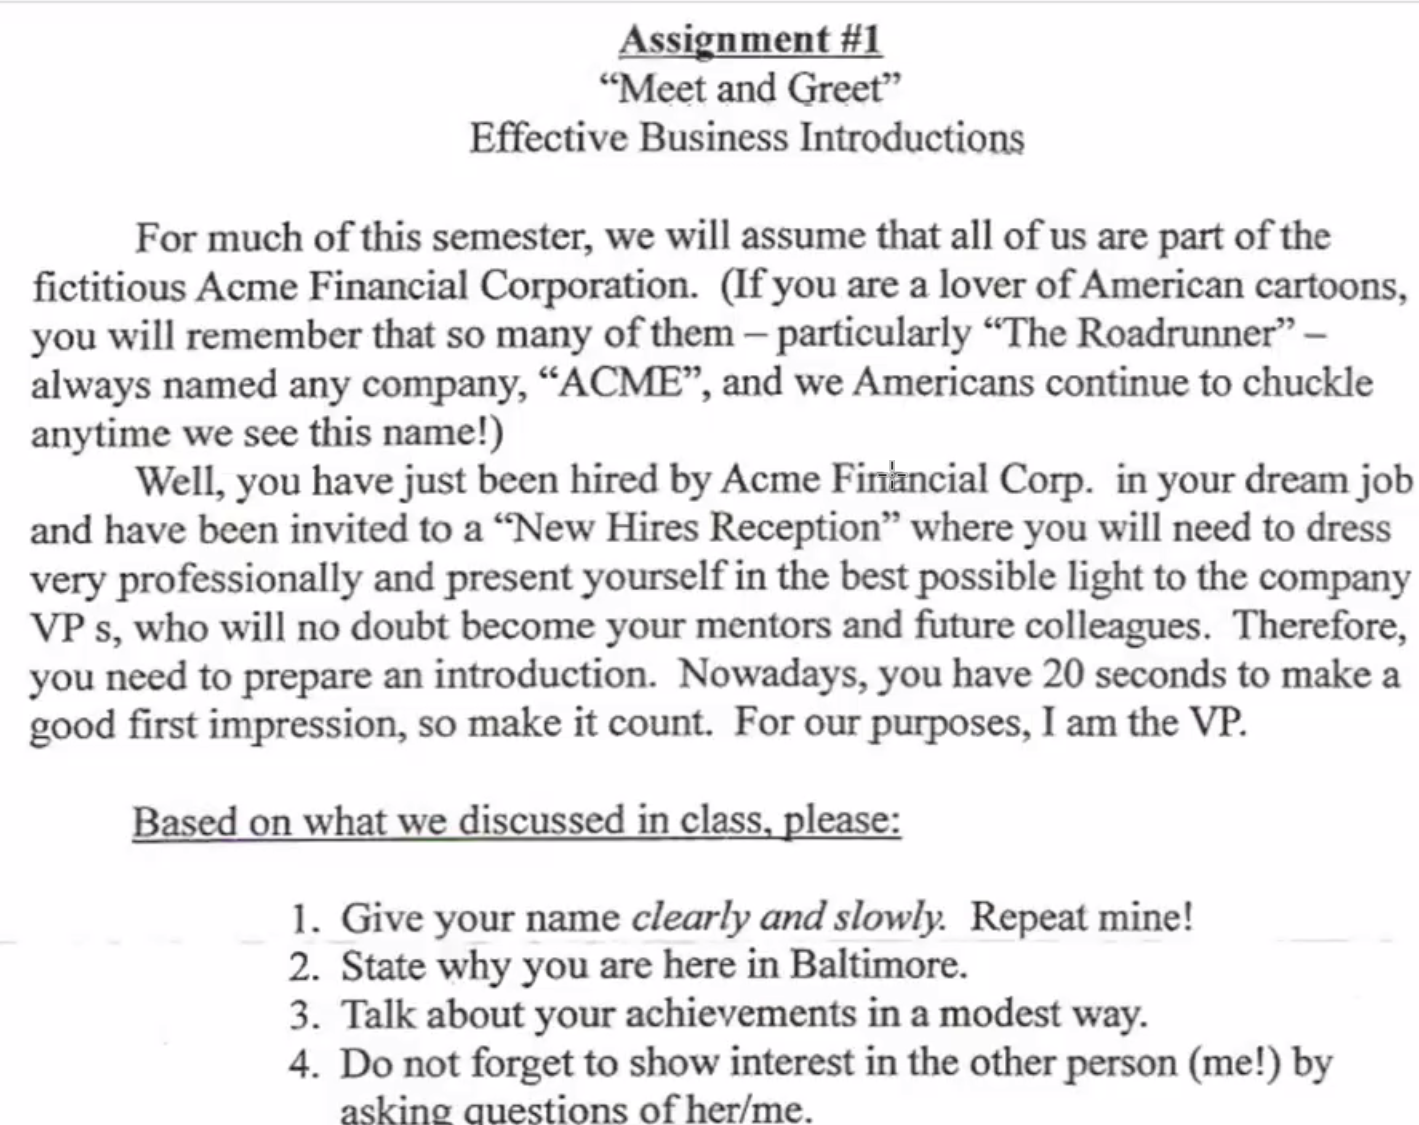 Assignment #1
“Meet and Greet”
Effective Business Introductions
For much of this semester, we will assume that all of us are part of the
fictitious Acme Financial Corporation. (If you are a lover of American cartoons,
you will remember that so many of them – particularly “The Roadrunner” –
always named any company, “ACME”, and we Americans continue to chuckle
anytime we see this name!)
Well, you have just been hired by Acme Financial Corp. in your dream job
and have been invited to a “New Hires Reception” where you will need to dress
very professionally and present yourself in the best possible light to the company
VP s, who will no doubt become your mentors and future colleagues. Therefore,
you need to prepare an introduction. Nowadays, you have 20 seconds to make a
good first impression, so make it count. For our purposes, I am the VP.
Based on what we discussed in class, please:
1. Give your name clearly and slowly. Repeat mine!
2. State why you are here in Baltimore.
3. Talk about your achievements in a modest way.
4. Do not forget to show interest in the other person (me!) by
asking questions of her/me.